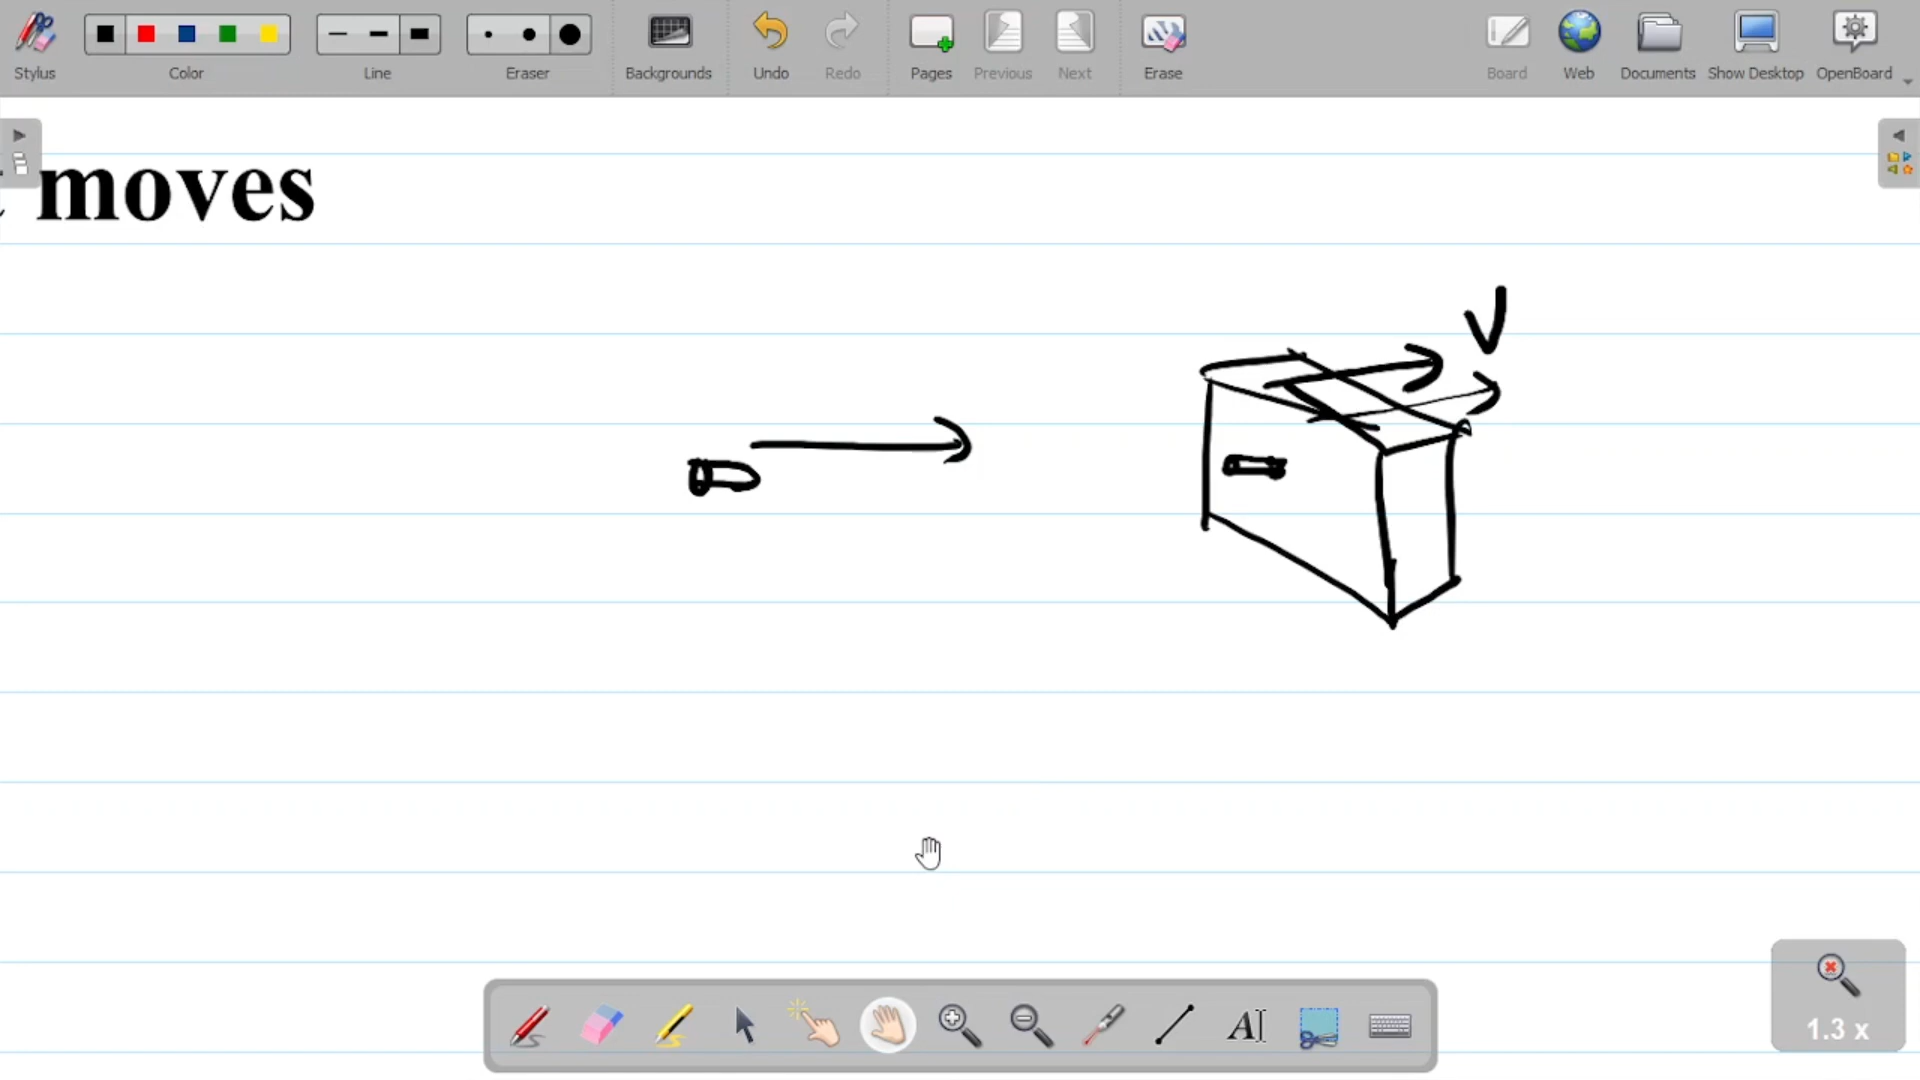 Stylus
Color
Line
Eraser
Backgrounds
Undo
Redo
Pages
Previous
Next
Erase
Board
Web
Documents
Show Desktop
OpenBoard
moves
V
1.3 x